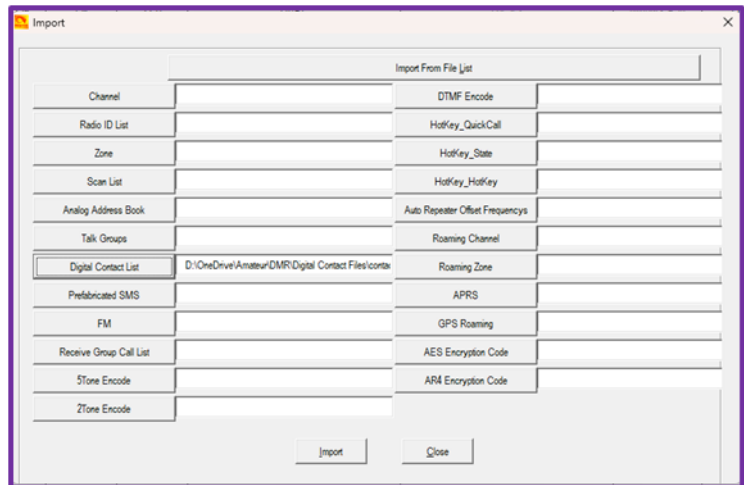 Import
Import From File List
Channel
DTMF Encode
Radio ID List
HotKey_QuickCall
Zone
HotKey_State
Scan List
HotKey_HotKey
Analog Address Book
Auto Repeater Offset Frequencys
Talk Groups
Roaming Channel
Digital Contact List
D:\OneDrive\Amateur\DMR\Digital Contact Files\contac
Roaming Zone
Prefabricated SMS
APRS
FM
GPS Roaming
Receive Group Call List
AES Encryption Code
5Tone Encode
AR4 Encryption Code
2Tone Encode
Import
Close